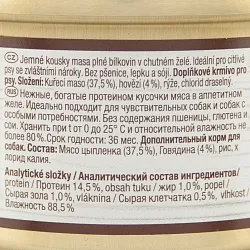 CZ Jemné kousky masa plné bílkovin v chutném želé. Ideální pro citlivé
psy se zvláštními nároky. Bez pšenice, lepku a sóji. Doplňkové krmivo pro
psy. Složení: Kuřecí maso (37,5%), hovězí (4%), rýže, chlorid draselný.
RU Нежные, богатые протеином кусочки мяса в аппетитном
желе. Идеально подходит для чувствительных собак и собак с
особыми потребностями. Без содержания пшеницы, глютена и
сои. Хранить при t от 0 до 25° С и относительной влажности не
более 80%. Срок годности: 36 мес. Дополнительный корм для
собак. Состав: Мясо цыпленка (37,5 %), Говядина (4%), рис, х
лорид калия.
Analytické složky / Аналитический состав ингредиентов/
protein / Протеин 14,5%, obsah tuku / жир 1,0%, popel /
Сырая зола 1,0%, vláknina / Сырая клетчатка 0,5%, vlhkost /
Влажность 88,5%